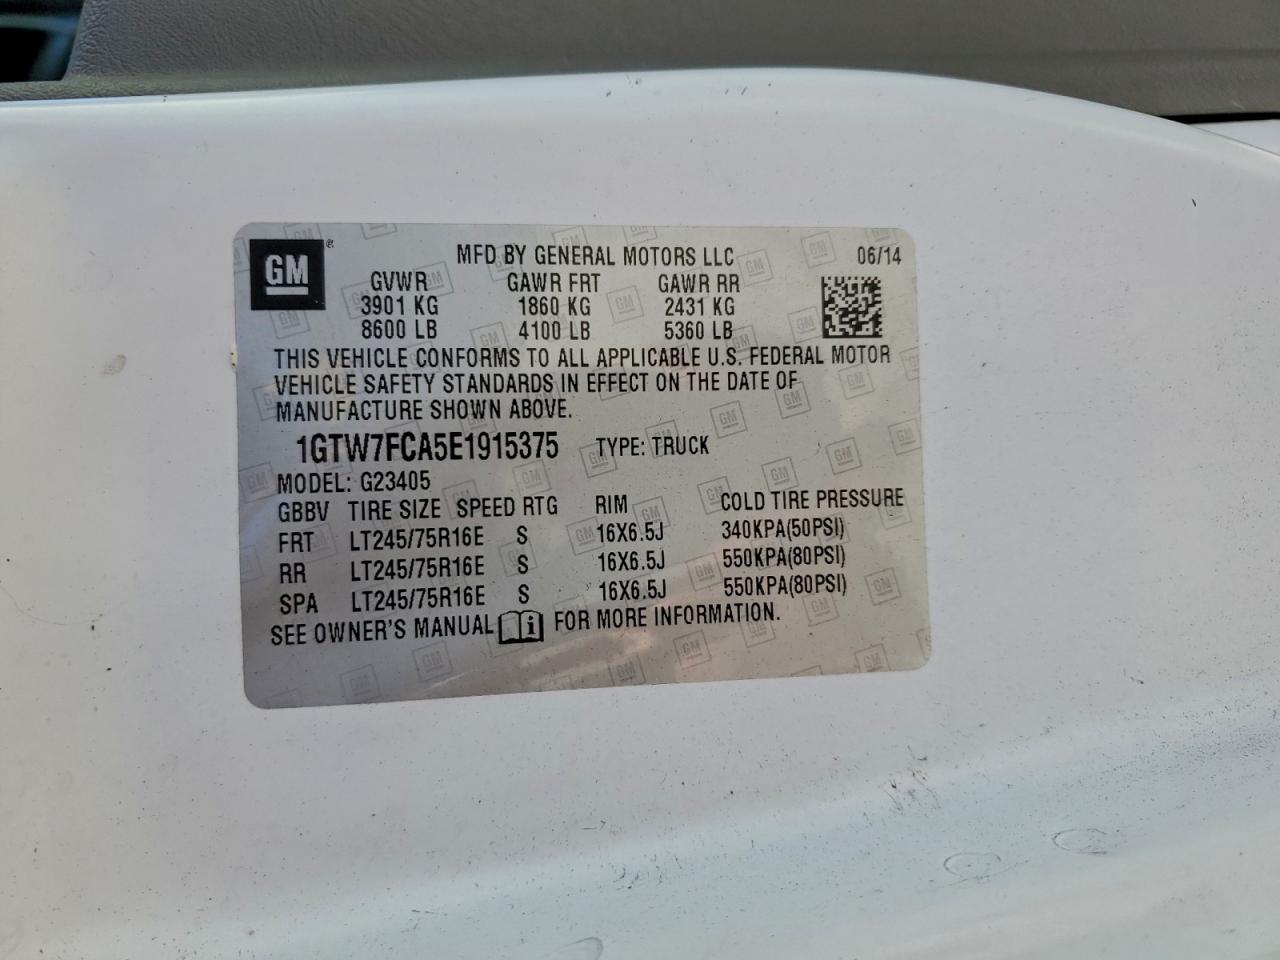 GM ®
MFD BY GENERAL MOTORS LLC 06/14
GVWR GAWR FRT GAWR RR
3901 KG 1860 KG 2431 KG
8600 LB 4100 LB 5360 LB
THIS VEHICLE CONFORMS TO ALL APPLICABLE U.S. FEDERAL MOTOR
VEHICLE SAFETY STANDARDS IN EFFECT ON THE DATE OF
MANUFACTURE SHOWN ABOVE.
1GTW7FCA5E1915375 TYPE: TRUCK
MODEL: G23405
GBBV TIRE SIZE SPEED RTG RIM COLD TIRE PRESSURE
FRT LT245/75R16E S 16X6.5J 340KPA(50PSI)
RR LT245/75R16E S 16X6.5J 550KPA(80PSI)
SPA LT245/75R16E S 16X6.5J 550KPA(80PSI)
SEE OWNER'S MANUAL i FOR MORE INFORMATION.